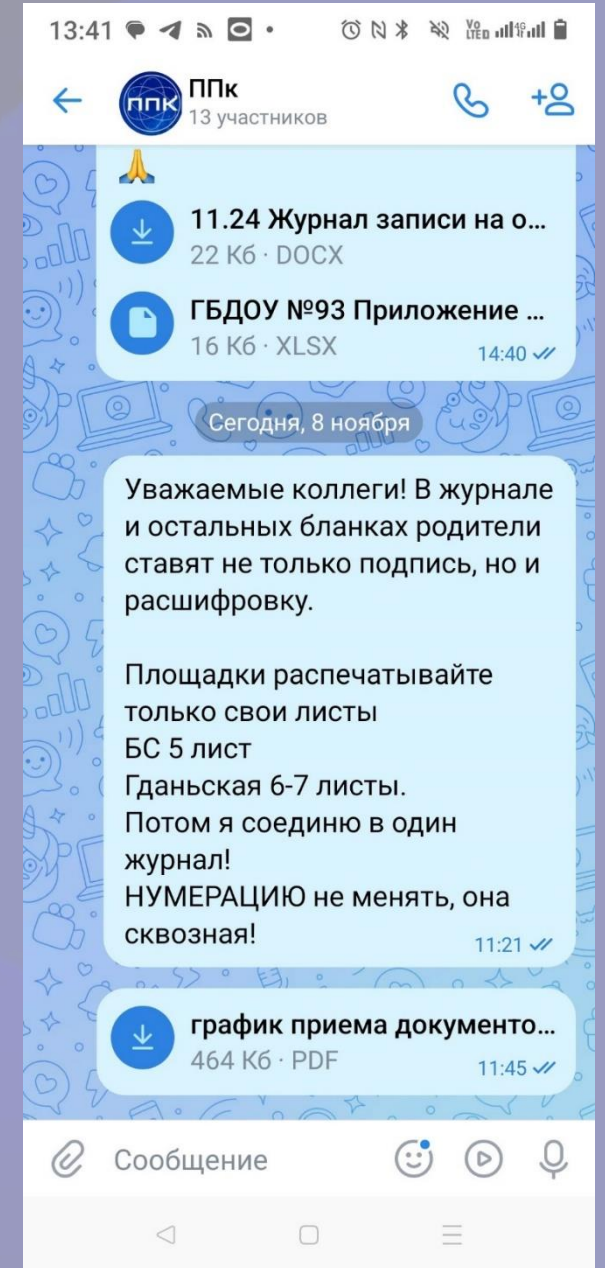 13:41
ППк
ппк
13 участников
11.24 Журнал записи на о...
22 Кб · DOCX
ГБДОУ №93 Приложение ...
16 Кб · XLSX
14:40
Сегодня, 8 ноября
Уважаемые коллеги! В журнале
и остальных бланках родители
ставят не только подпись, но и
расшифровку.
Площадки распечатывайте
только свои листы
БС 5 лист
Гданьская 6-7 листы.
Потом я соединю в один
журнал!
НУМЕРАЦИЮ не менять, она
сквозная!
11:21
график приема документо...
464 Кб · PDF
11:45
Сообщение